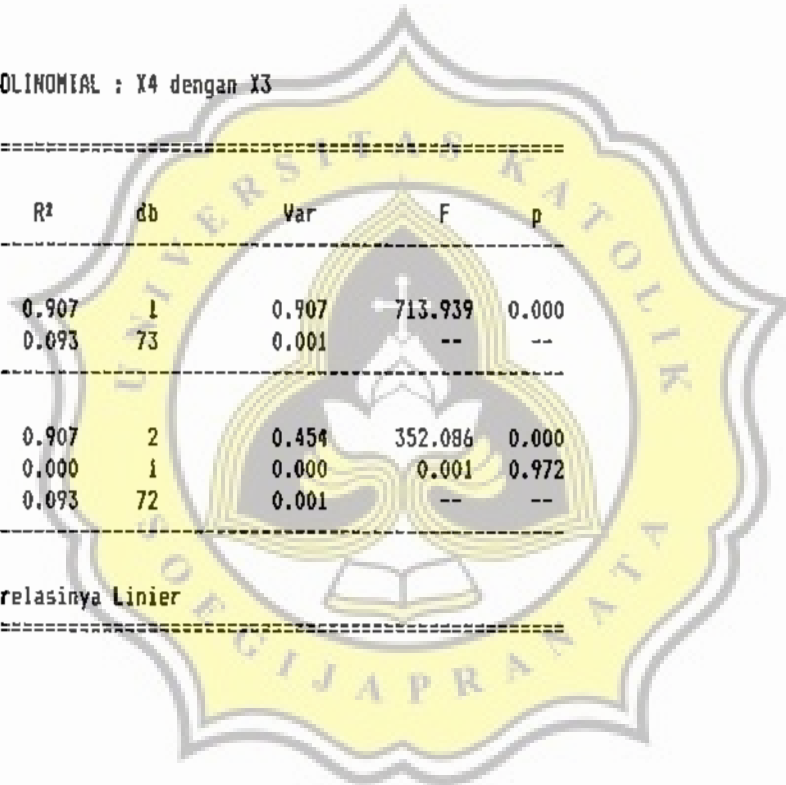 OLINOMIAL : X4 dengan X3
R² db Var F p
0.907 1 0.907 713.939 0.000
0.093 73 0.001 -- --
0.907 2 0.454 352.086 0.000
0.000 1 0.000 0.001 0.972
0.093 72 0.001 -- --
relasinya Linier
UNIVERSITAS KATOLIK
SOEGIJAPRANATA